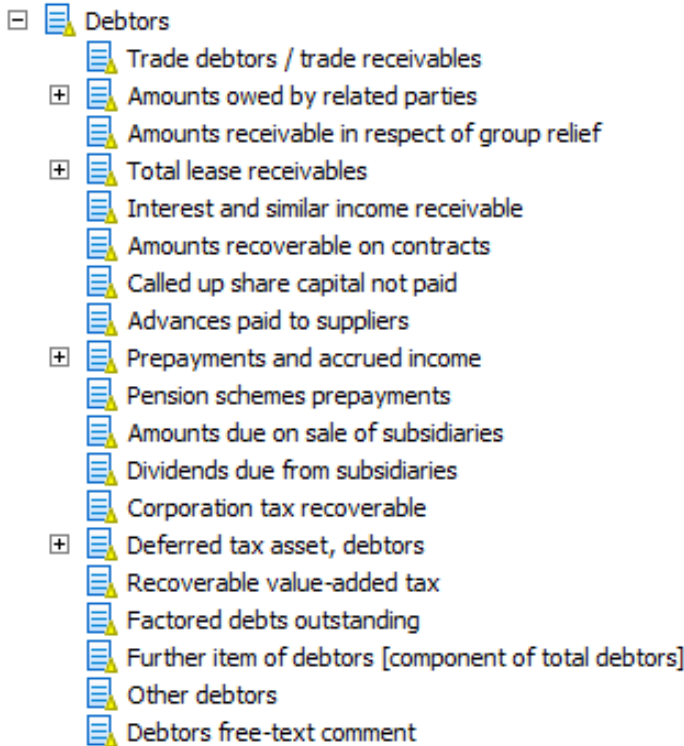 Debtors
Trade debtors / trade receivables
Amounts owed by related parties
Amounts receivable in respect of group relief
Total lease receivables
Interest and similar income receivable
Amounts recoverable on contracts
Called up share capital not paid
Advances paid to suppliers
Prepayments and accrued income
Pension schemes prepayments
Amounts due on sale of subsidiaries
Dividends due from subsidiaries
Corporation tax recoverable
Deferred tax asset, debtors
Recoverable value-added tax
Factored debts outstanding
Further item of debtors [component of total debtors]
Other debtors
Debtors free-text comment